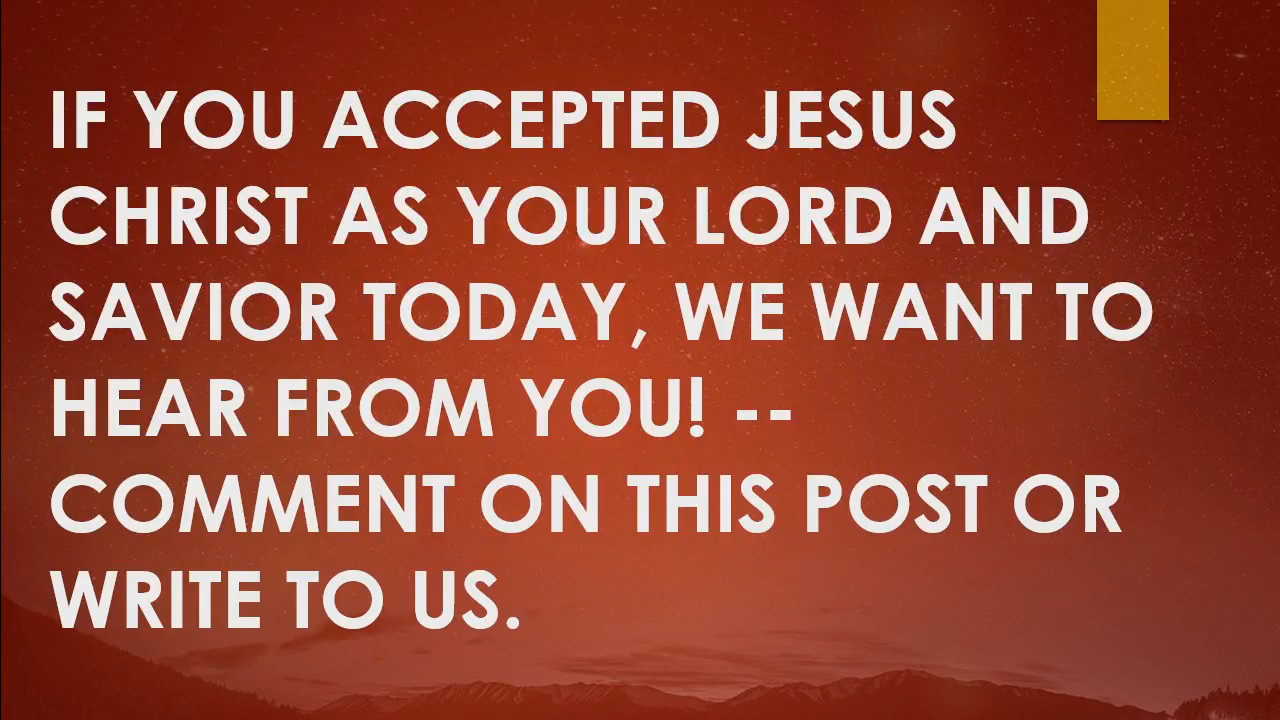 IF YOU ACCEPTED JESUS
CHRIST AS YOUR LORD AND
SAVIOR TODAY, WE WANT TO
HEAR FROM YOU! --
COMMENT ON THIS POST OR
WRITE TO US.